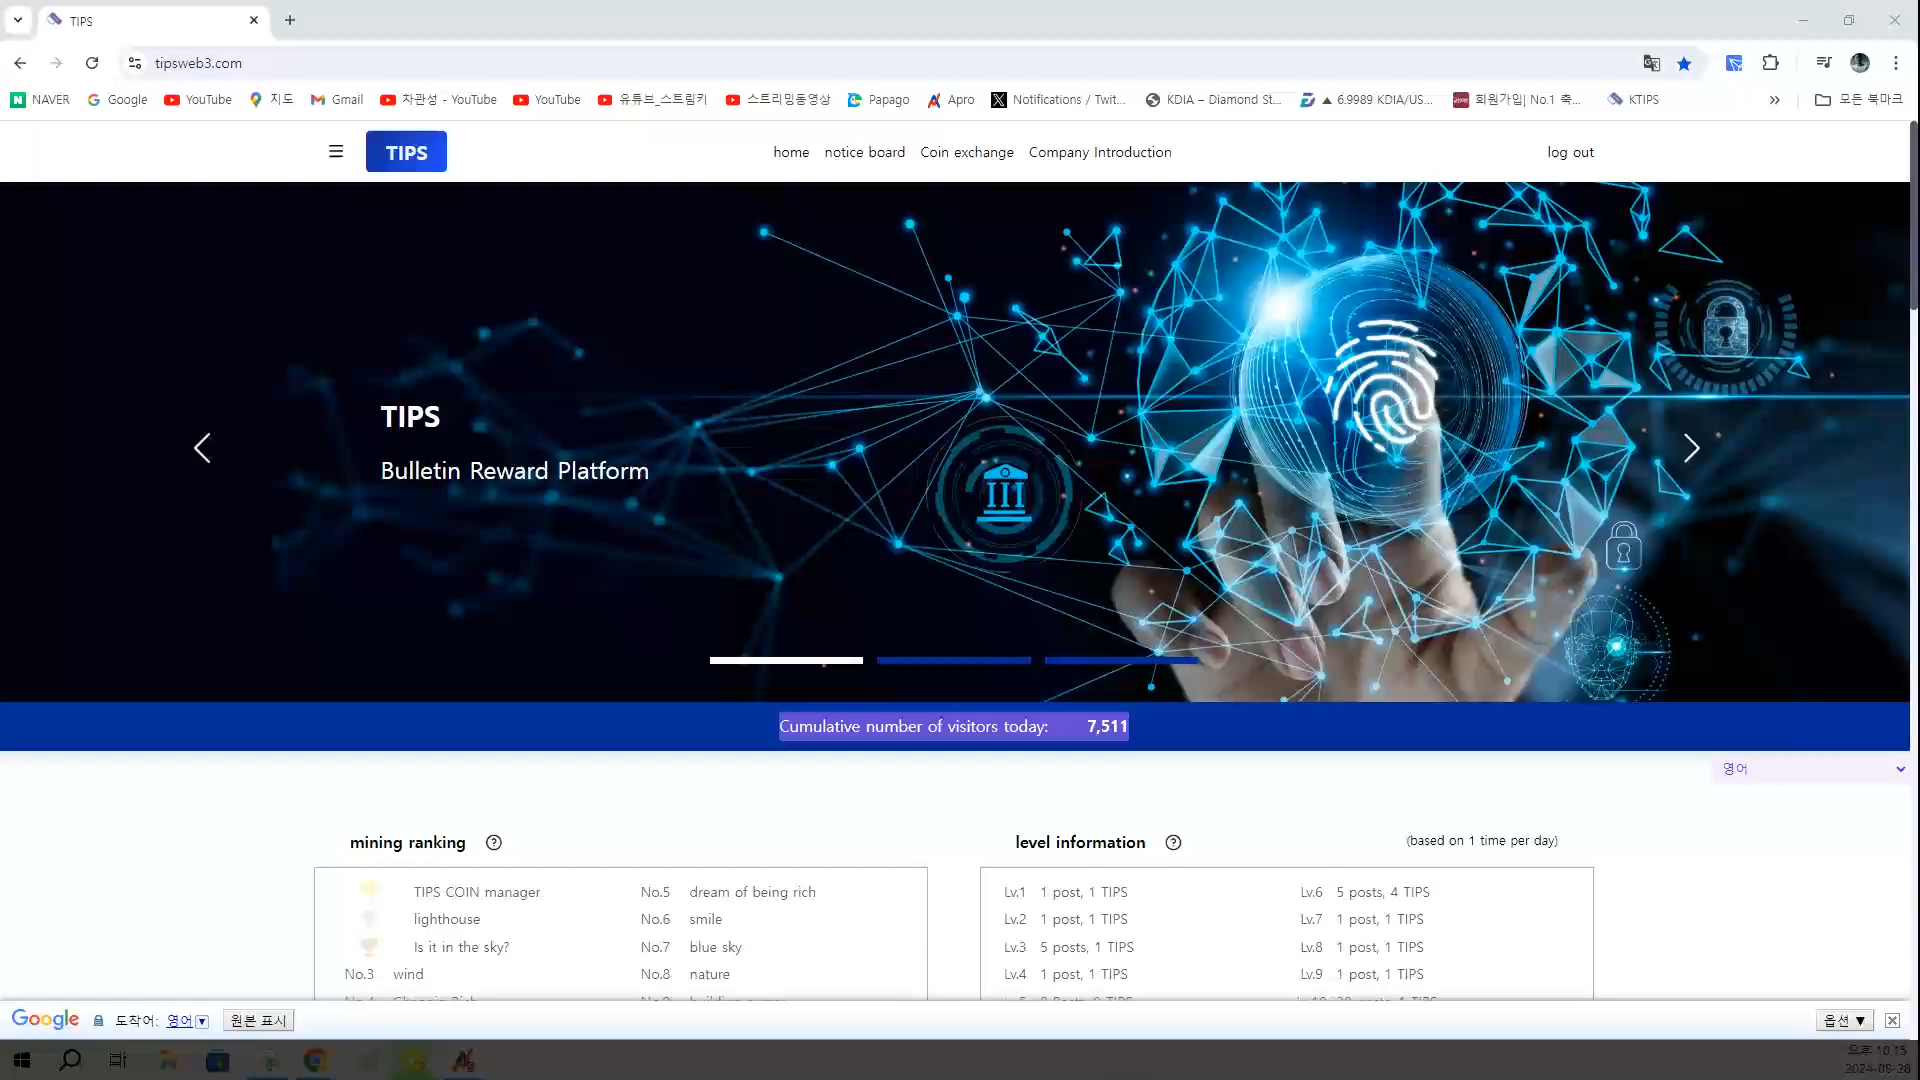 TIPS
tipsweb3.com
NAVER
Google
YouTube
지도
Gmail
차관성 - YouTube
YouTube
유튜브_스트림키
스트리밍동영상
Papago
Apro
Notifications / Twit...
KDIA – Diamond St...
▲ 6.9989 KDIA/US...
회원가입| No.1 축...
KTIPS
»
모든 북마크
TIPS
home
notice board
Coin exchange
Company Introduction
log out
TIPS
Bulletin Reward Platform
Cumulative number of visitors today: 7,511
영어
mining ranking
TIPS COIN manager
lighthouse
Is it in the sky?
No.3 wind
No.5 dream of being rich
No.6 smile
No.7 blue sky
No.8 nature
level information
(based on 1 time per day)
Lv.1 1 post, 1 TIPS
Lv.2 1 post, 1 TIPS
Lv.3 5 posts, 1 TIPS
Lv.4 1 post, 1 TIPS
Lv.6 5 posts, 4 TIPS
Lv.7 1 post, 1 TIPS
Lv.8 1 post, 1 TIPS
Lv.9 1 post, 1 TIPS
Google
도착어: 영어▼
원본 표시
옵션 ▼
오후 10:15
2024-08-28